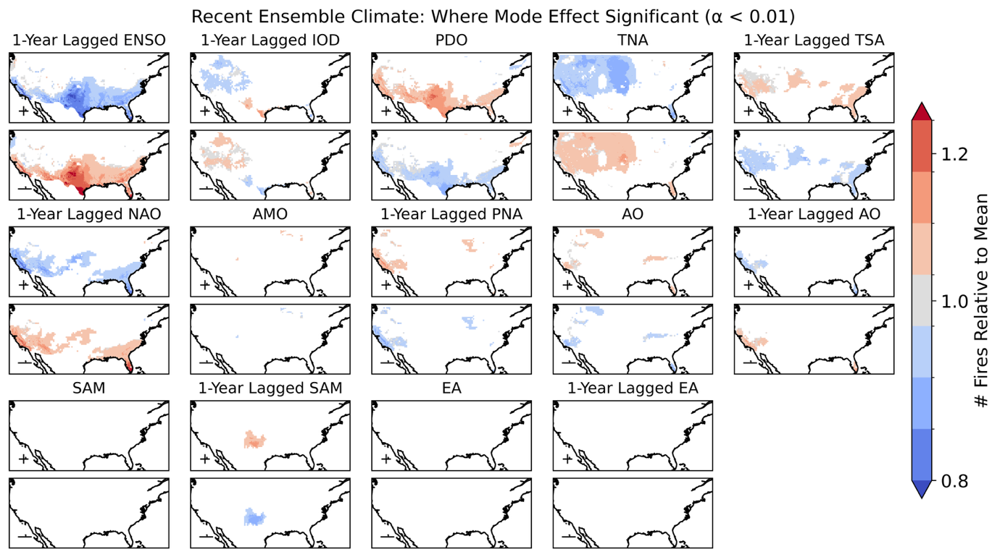 Recent Ensemble Climate: Where Mode Effect Significant (α < 0.01)
1-Year Lagged ENSO 1-Year Lagged IOD PDO TNA 1-Year Lagged TSA
+ + + + +
− − − − −
1-Year Lagged NAO AMO 1-Year Lagged PNA AO 1-Year Lagged AO
+ + + + +
− − − − −
SAM 1-Year Lagged SAM EA 1-Year Lagged EA
+ + + +
− − − −
1.2
1.0
0.8
# Fires Relative to Mean